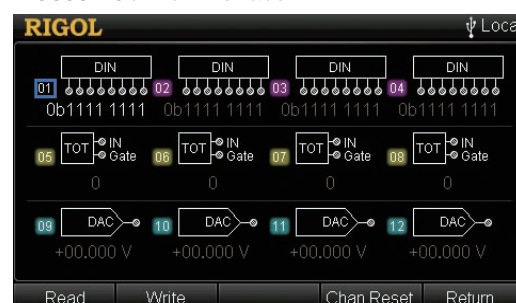 RIGOL Loca
DIN DIN DIN DIN
01 02 03 04
0b1111 1111 0b1111 1111 0b1111 1111 0b1111 1111
TOT IN TOT IN TOT IN TOT IN
05 Gate 06 Gate 07 Gate 08 Gate
0 0 0 0
09 DAC 10 DAC 11 DAC 12 DAC
+00.000 V +00.000 V +00.000 V +00.000 V
Read Write Chan Reset Return